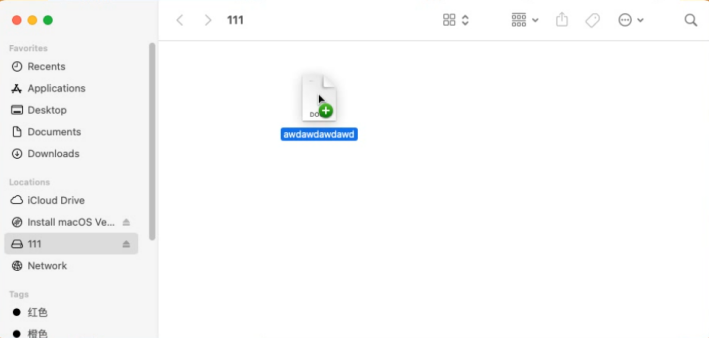 111
Favorites
Recents
Applications
Desktop
Documents
Downloads
Locations
iCloud Drive
Install macOS Ve...
111
Network
Tags
红色
橙色
awdawdawdawd